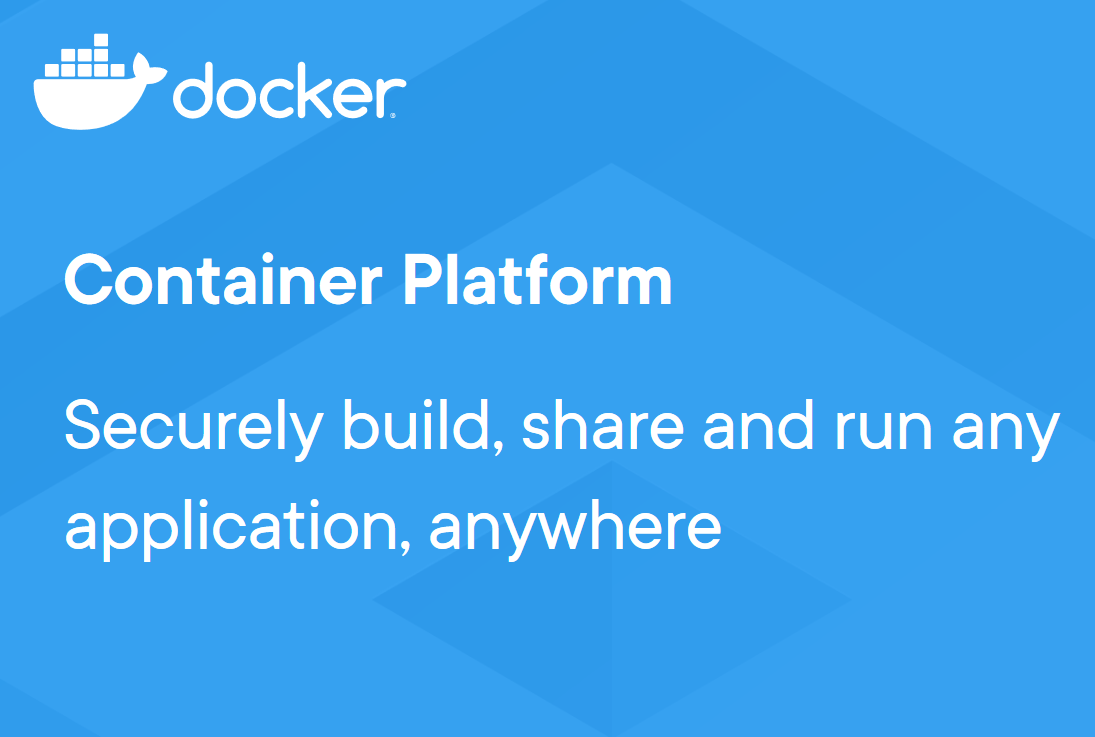 docker
Container Platform
Securely build, share and run any
application, anywhere